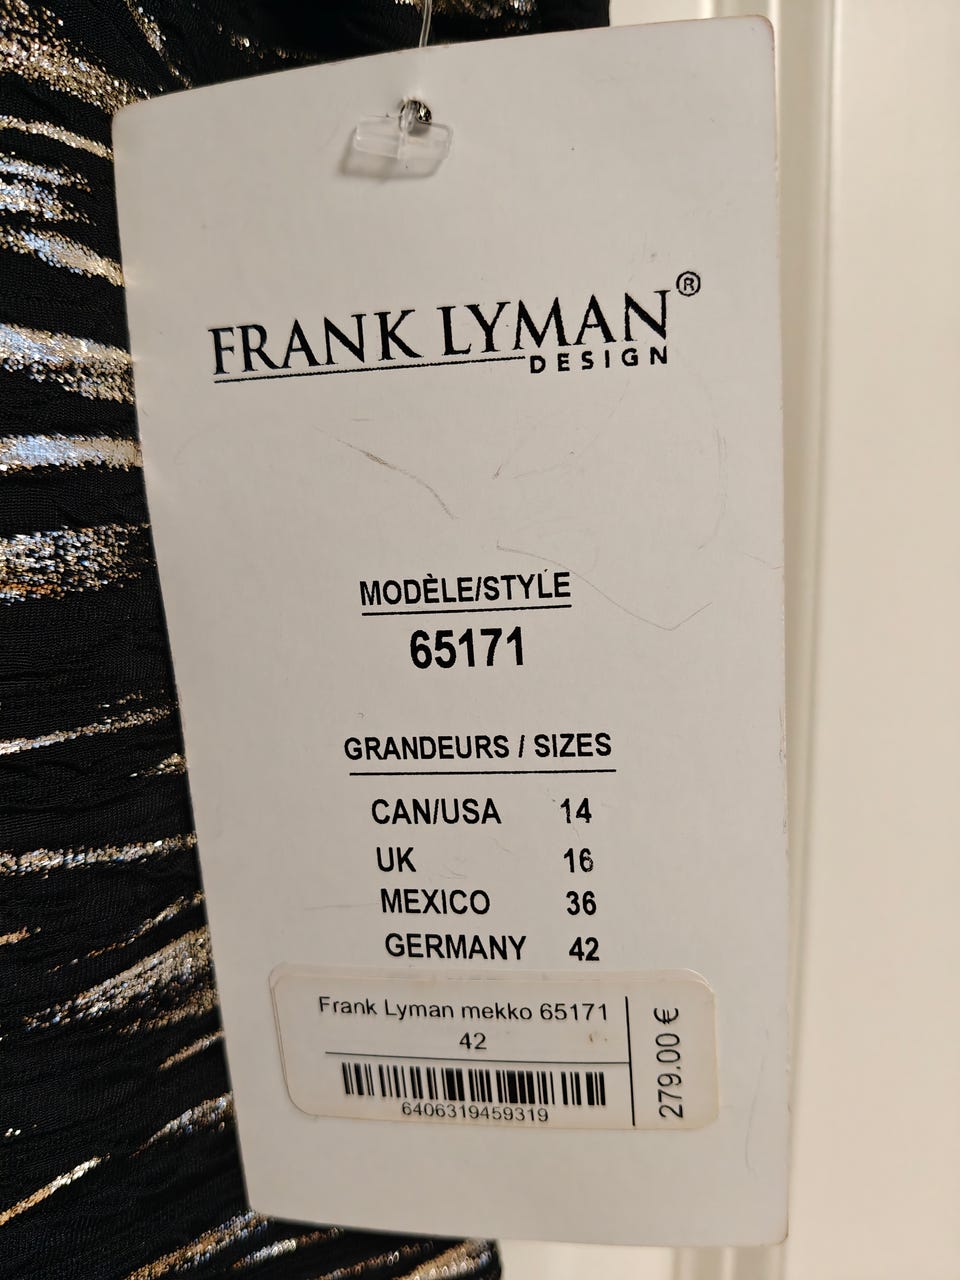 FRANK LYMAN®
DESIGN
MODÈLE/STYLE
65171
GRANDEURS / SIZES
CAN/USA 14
UK 16
MEXICO 36
GERMANY 42
Frank Lyman mekko 65171
42
6406319459319
279.00 €